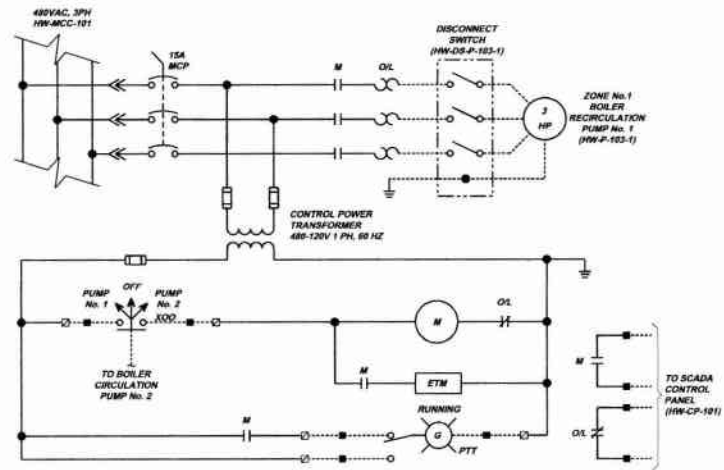 480VAC, 3PH
HW-MCC-101
15A
MCP
M
O/L
DISCONNECT
SWITCH
(HW-DS-P-103-1)
3
HP
ZONE No.1
BOILER
RECIRCULATION
PUMP No. 1
(HW-P-103-1)
CONTROL POWER
TRANSFORMER
480-120V 1 PH, 60 HZ
OFF
PUMP
No. 1
PUMP
No. 2
XOO
TO BOILER
CIRCULATION
PUMP No. 2
M
O/L
M
ETM
RUNNING
M
G
PTT
M
O/L
TO SCADA
CONTROL
PANEL
(HW-CP-101)